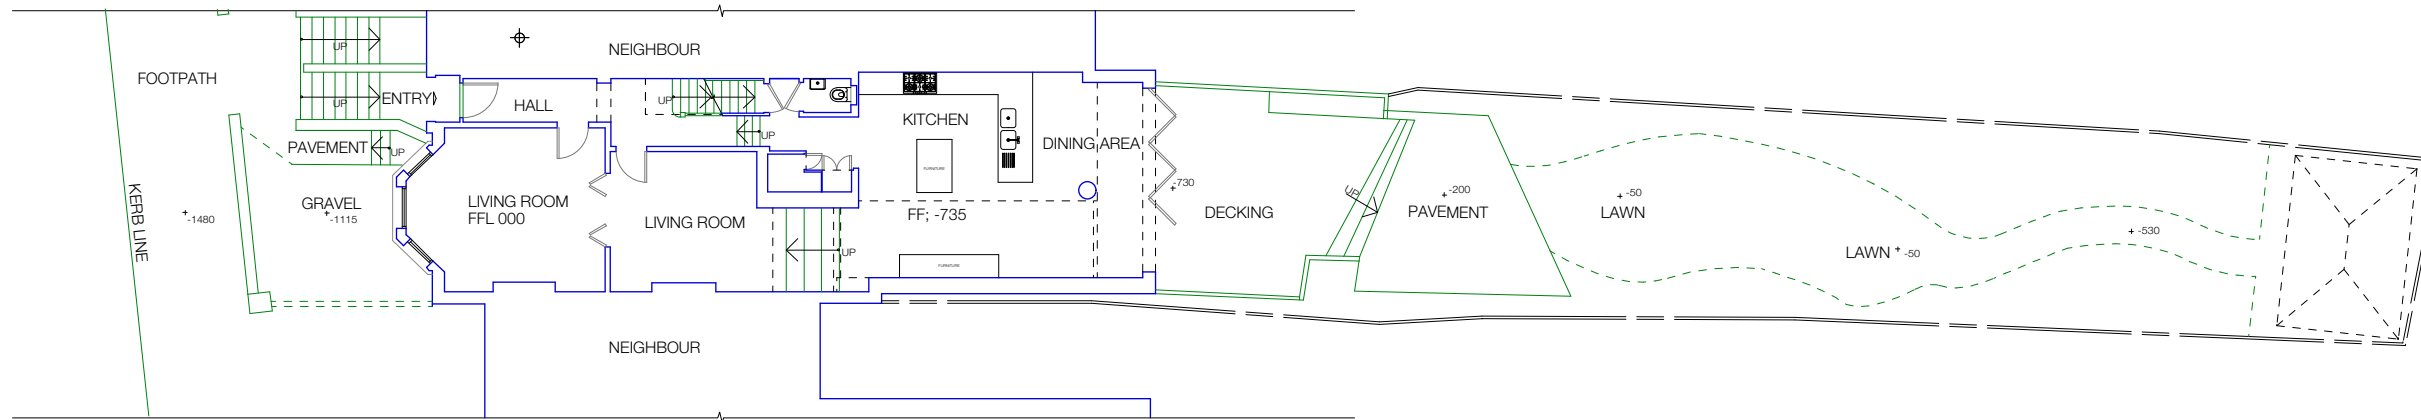 NEIGHBOUR
FOOTPATH
UP
UP
ENTRY
HALL
UP
KITCHEN
UP
DINING AREA
PAVEMENT
UP
FURNITURE
KERB LINE
GRAVEL
-1480
-1115
LIVING ROOM
FFL 000
LIVING ROOM
FF; -735
-730
DECKING
UP
-200
PAVEMENT
-50
LAWN
UP
FURNITURE
LAWN
-50
-530
NEIGHBOUR